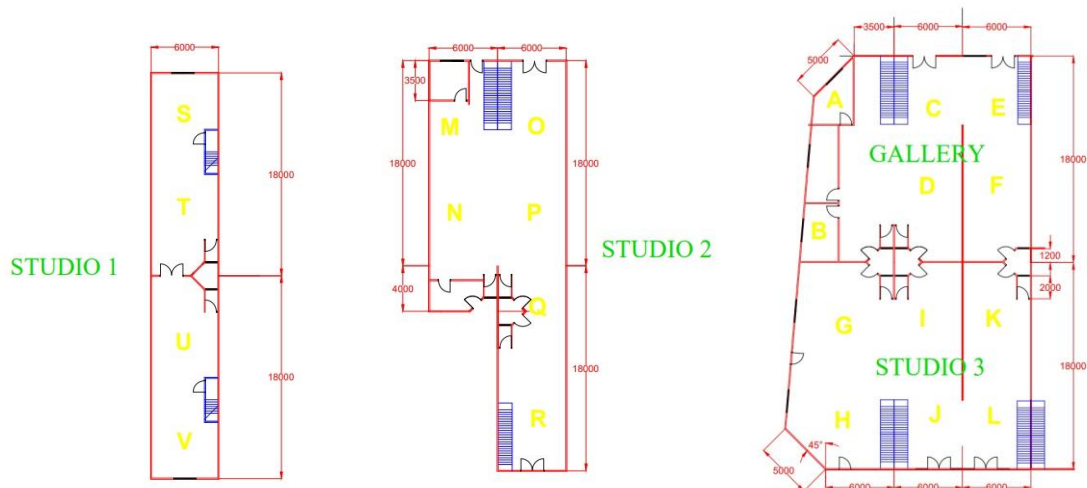 6000
18000
S
T
STUDIO 1
18000
U
V
6000
6000
3500
M
O
18000
18000
N
P
STUDIO 2
4000
Q
18000
R
3500
6000
6000
5000
A
C
E
GALLERY
18000
D
F
B
1200
2000
G
I
K
18000
STUDIO 3
H
J
L
45°
5000
6000
6000
6000